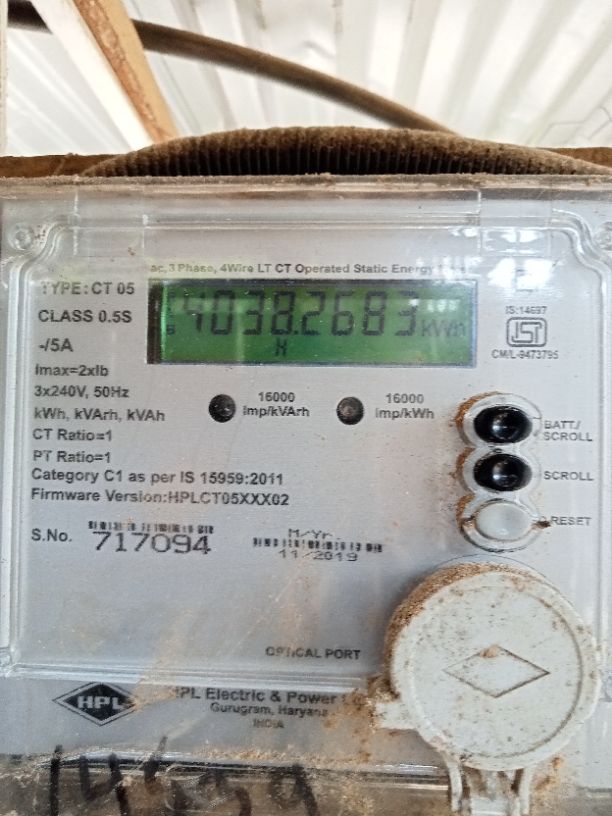 ac, 3 Phase, 4Wire LT CT Operated Static Energy
TYPE: CT 05
CLASS 0.5S
-/5A
Imax=2xIb
3x240V, 50Hz
kWh, kVArh, kVAh
CT Ratio=1
PT Ratio=1
Category C1 as per IS 15959:2011
Firmware Version:HPLCT05XXX02
4038.2683 kWh
16000
imp/kVArh
16000
imp/kWh
IS:14697
CM/L-9473795
BATT/
SCROLL
SCROLL
RESET
S.No. 717094
M/Yr.
11/2019
OPTICAL PORT
HPL
HPL Electric & Power
Gurugram, Haryana
INDIA